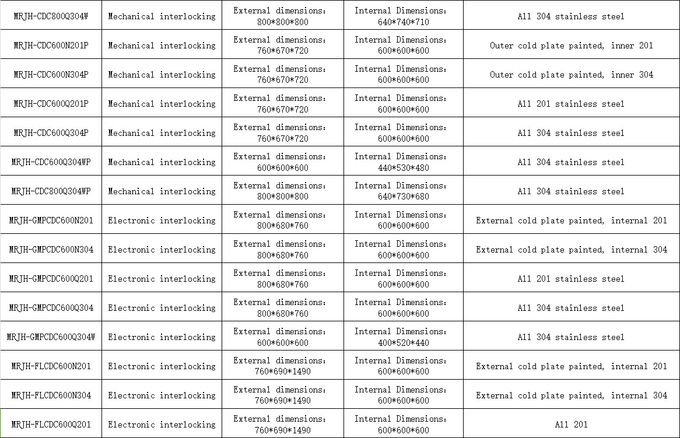 MRJH-CDC800Q304W Mechanical interlocking External dimensions: 800*800*800 Internal Dimensions: 640*740*710 All 304 stainless steel
MRJH-CDC600N201P Mechanical interlocking External dimensions: 760*670*720 Internal Dimensions: 600*600*600 Outer cold plate painted, inner 201
MRJH-CDC600N304P Mechanical interlocking External dimensions: 760*670*720 Internal Dimensions: 600*600*600 Outer cold plate painted, inner 304
MRJH-CDC600Q201P Mechanical interlocking External dimensions: 760*670*720 Internal Dimensions: 600*600*600 All 201 stainless steel
MRJH-CDC600Q304P Mechanical interlocking External dimensions: 760*670*720 Internal Dimensions: 600*600*600 All 304 stainless steel
MRJH-CDC600Q304WP Mechanical interlocking External dimensions: 600*600*600 Internal Dimensions: 440*530*480 All 304 stainless steel
MRJH-CDC800Q304WP Mechanical interlocking External dimensions: 800*800*800 Internal Dimensions: 640*730*680 All 304 stainless steel
MRJH-GMPCDC600N201 Electronic interlocking External dimensions: 800*680*760 Internal Dimensions: 600*600*600 External cold plate painted, internal 201
MRJH-GMPCDC600N304 Electronic interlocking External dimensions: 800*680*760 Internal Dimensions: 600*600*600 External cold plate painted, internal 304
MRJH-GMPCDC600Q201 Electronic interlocking External dimensions: 800*680*760 Internal Dimensions: 600*600*600 All 201 stainless steel
MRJH-GMPCDC600Q304 Electronic interlocking External dimensions: 800*680*760 Internal Dimensions: 600*600*600 All 304 stainless steel
MRJH-GMPCDC600Q304W Electronic interlocking External dimensions: 600*600*600 Internal Dimensions: 400*520*440 All 304 stainless steel
MRJH-FLCDC600N201 Electronic interlocking External dimensions: 760*690*1490 Internal Dimensions: 600*600*600 External cold plate painted, internal 201
MRJH-FLCDC600N304 Electronic interlocking External dimensions: 760*690*1490 Internal Dimensions: 600*600*600 External cold plate painted, internal 304
MRJH-FLCDC600Q201 Electronic interlocking External dimensions: 760*690*1490 Internal Dimensions: 600*600*600 All 201